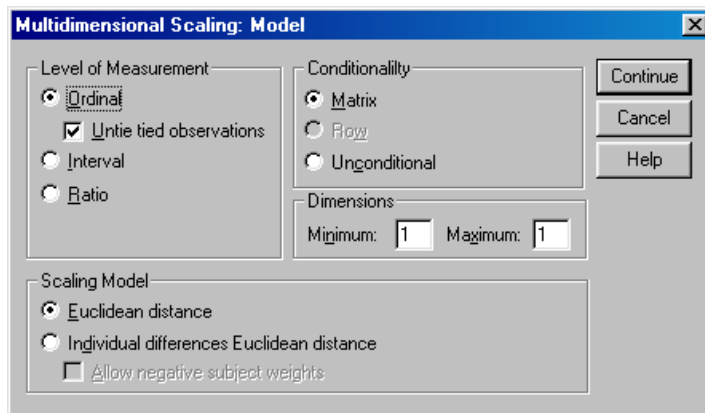 Multidimensional Scaling: Model
Level of Measurement
Ordinal
Untie tied observations
Interval
Ratio
Conditionalilty
Matrix
Row
Unconditional
Dimensions
Minimum: 1 Maximum: 1
Scaling Model
Euclidean distance
Individual differences Euclidean distance
Allow negative subject weights
Continue
Cancel
Help